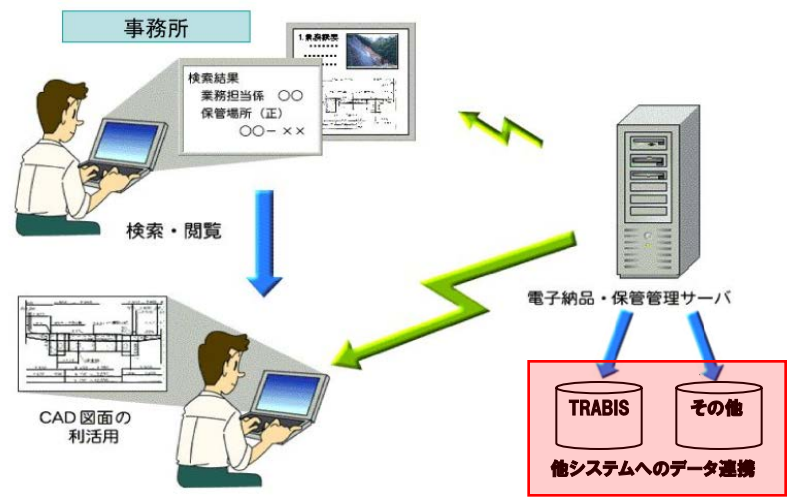 事務所
1.業務概要
検索結果
業務担当係 ○○
保管場所（正）
○○－××
検索・閲覧
電子納品・保管管理サーバ
CAD図面の
利活用
TRABIS
その他
他システムへのデータ連携